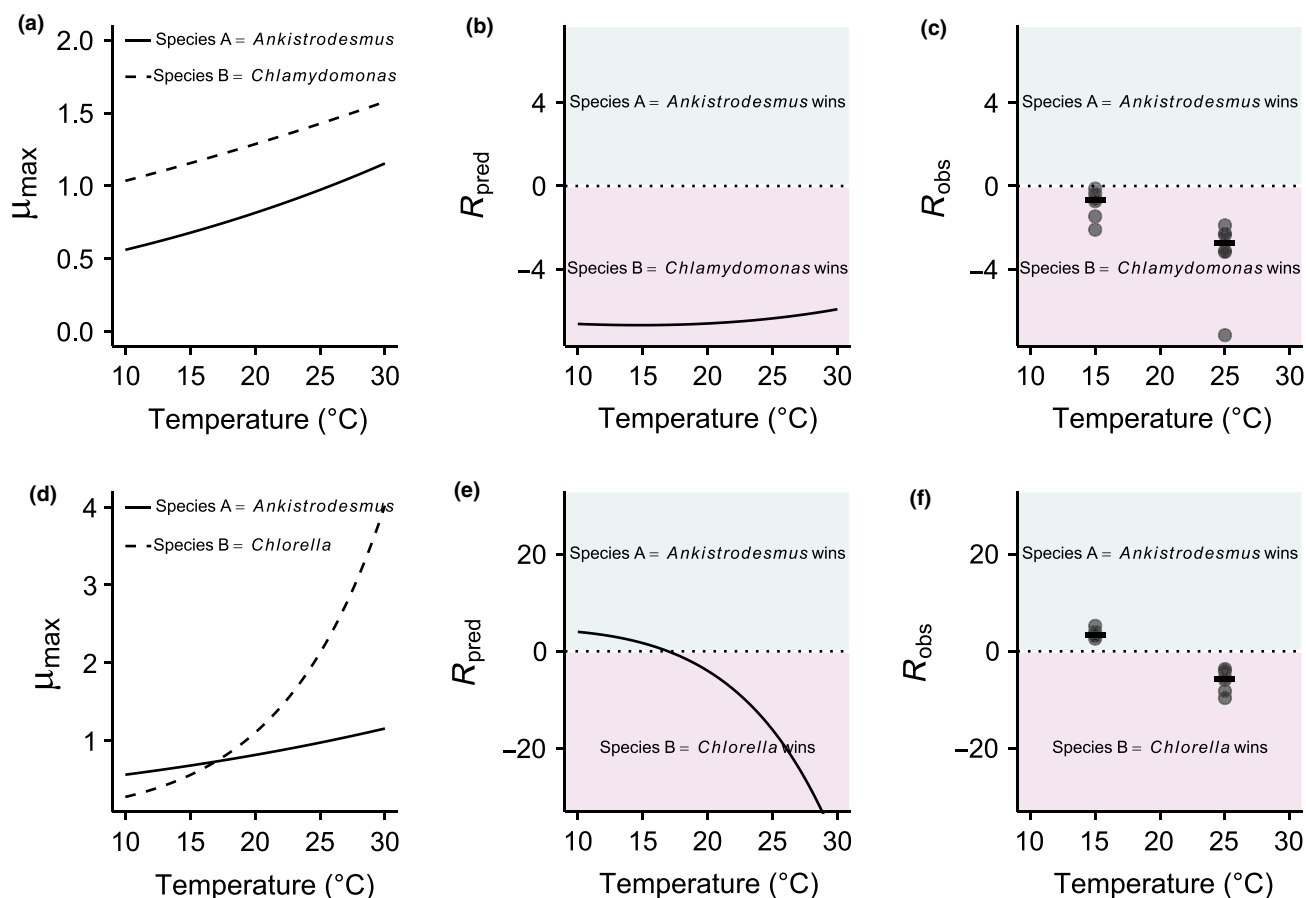 (a)
2.0
1.5
1.0
0.5
0.0
μmax
Species A = Ankistrodesmus
Species B = Chlamydomonas
10 15 20 25 30
Temperature (°C)
(b)
4
0
−4
Rpred
Species A = Ankistrodesmus wins
Species B = Chlamydomonas wins
10 15 20 25 30
Temperature (°C)
(c)
4
0
−4
Robs
Species A = Ankistrodesmus wins
Species B = Chlamydomonas wins
10 15 20 25 30
Temperature (°C)
(d)
4
3
2
1
μmax
Species A = Ankistrodesmus
Species B = Chlorella
10 15 20 25 30
Temperature (°C)
(e)
20
0
−20
Rpred
Species A = Ankistrodesmus wins
Species B = Chlorella wins
10 15 20 25 30
Temperature (°C)
(f)
20
0
−20
Robs
Species A = Ankistrodesmus wins
Species B = Chlorella wins
10 15 20 25 30
Temperature (°C)